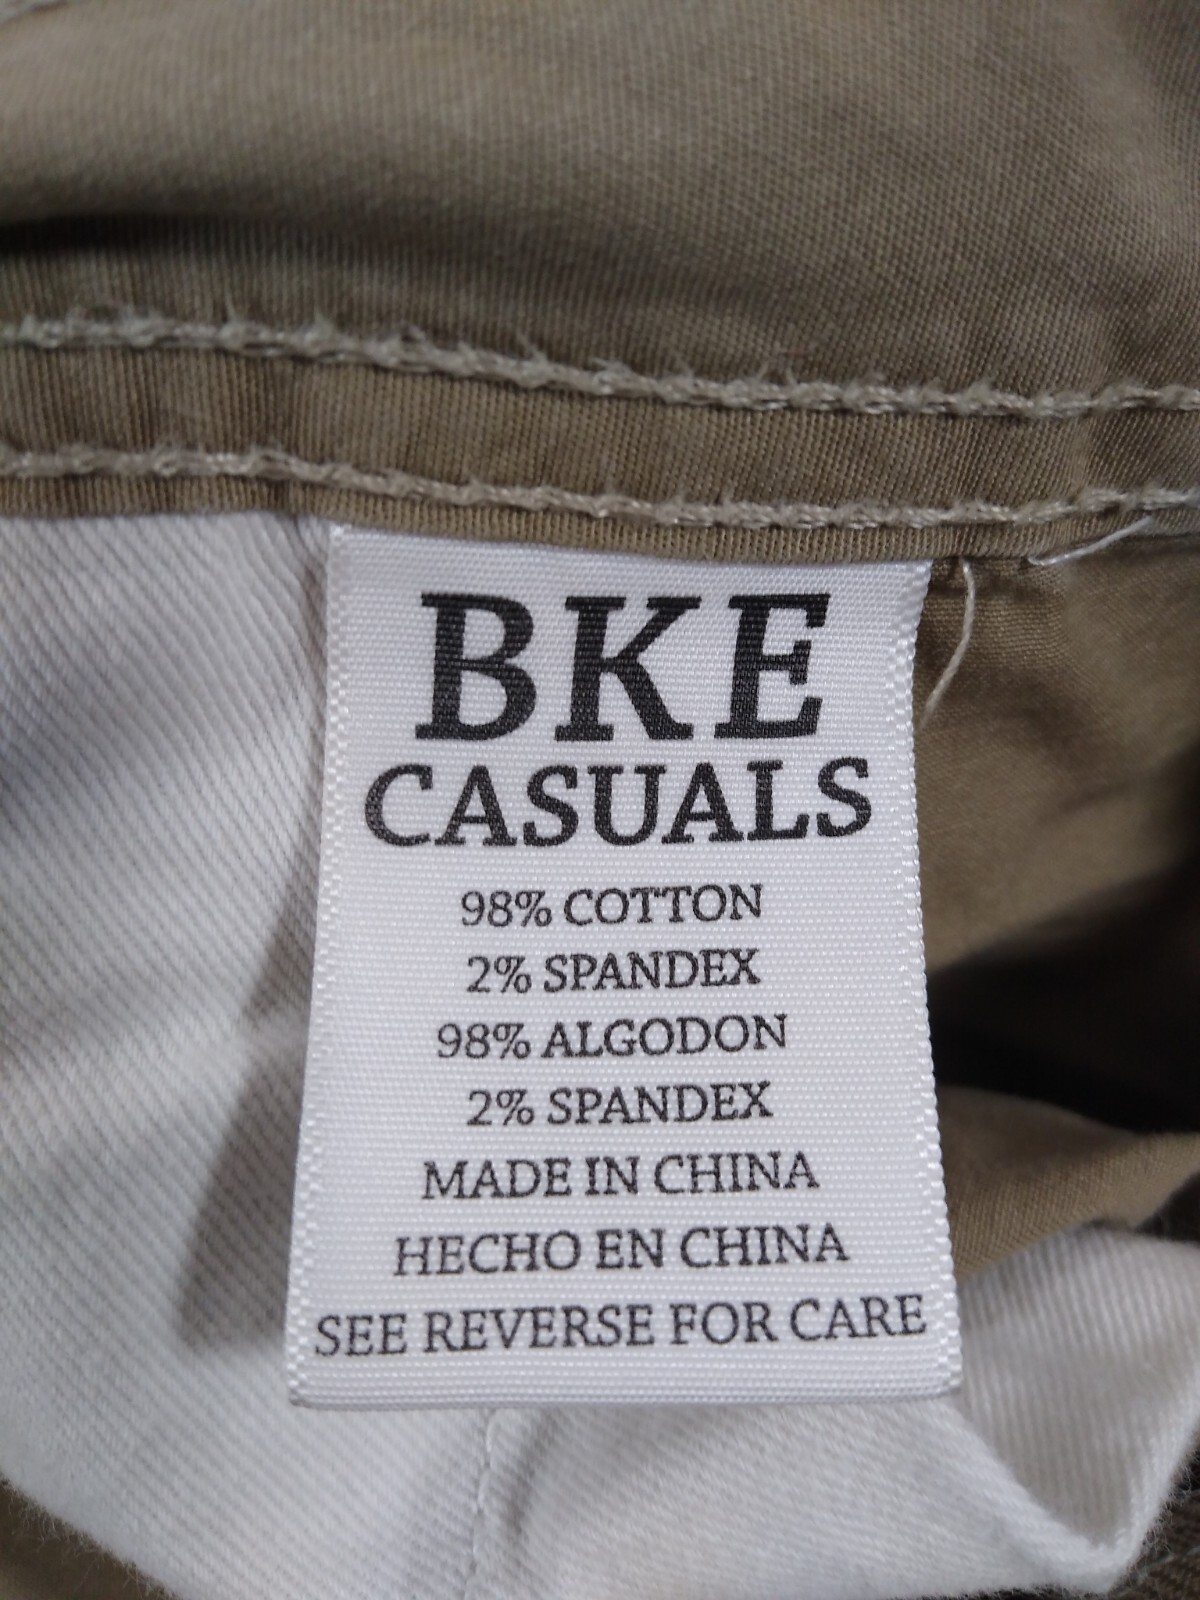 BKE
CASUALS
98% COTTON
2% SPANDEX
98% ALGODON
2% SPANDEX
MADE IN CHINA
HECHO EN CHINA
SEE REVERSE FOR CARE